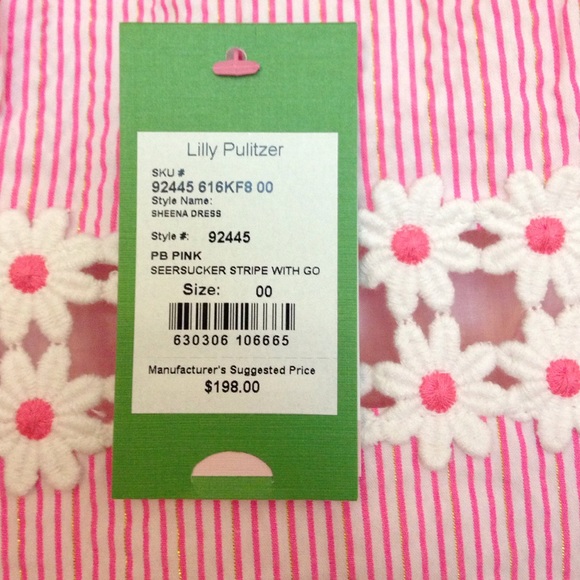 Lilly Pulitzer
SKU #
92445 616KF8 00
Style Name:
SHEENA DRESS
Style #: 92445
PB PINK
SEERSUCKER STRIPE WITH GO
Size: 00
630306 106665
Manufacturer's Suggested Price
$198.00